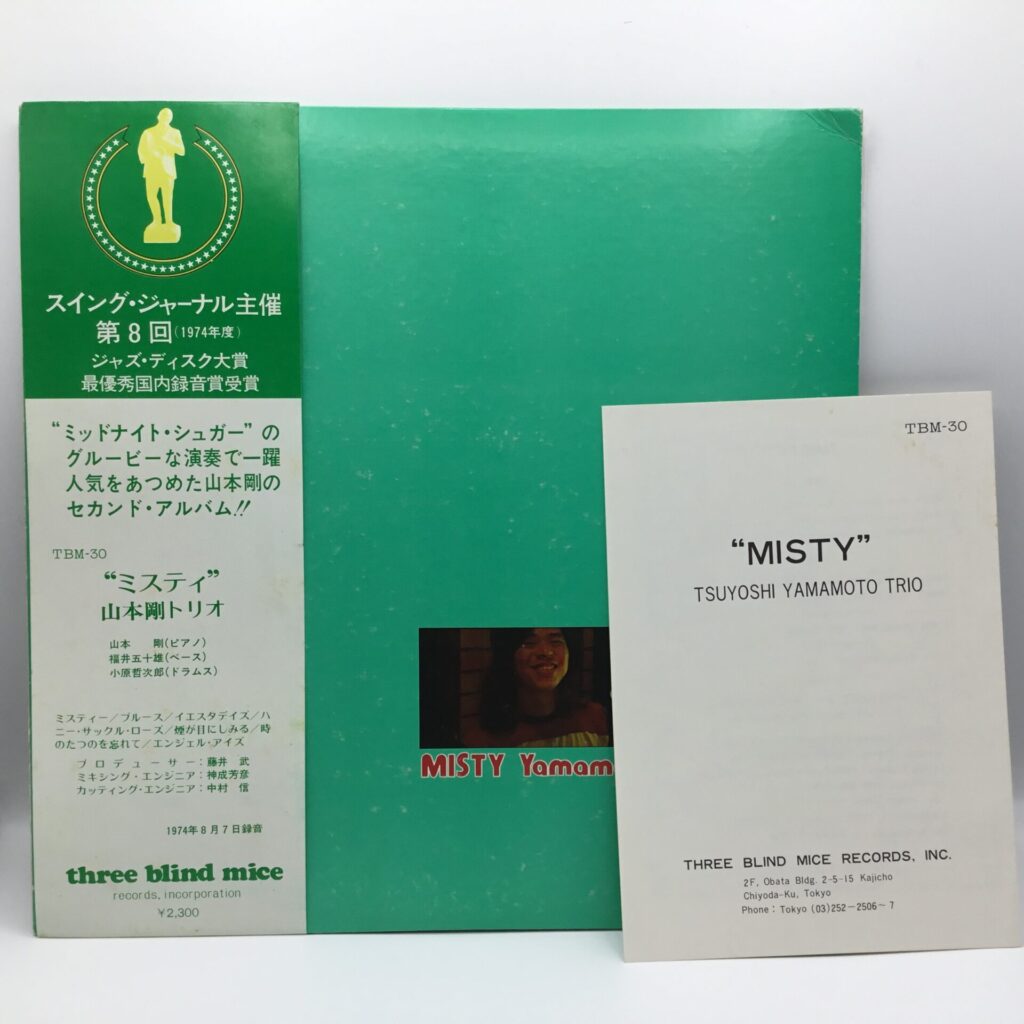 スイング・ジャーナル主催
第8回(1974年度)
ジャズ・ディスク大賞
最優秀国内録音賞受賞
“ミッドナイト・シュガー”の
グルービーな演奏で一躍
人気をあつめた山本剛の
セカンド・アルバム!!
TBM-30
“ミスティ”
山本剛トリオ
山本 剛(ピアノ)
福井五十雄(ベース)
小原哲次郎(ドラムス)
ミスティー/ブルース/イエスタデイズ/ハ
ニー・サックル・ローズ/煙が目にしみる/時
のたつのを忘れて/エンジェル・アイズ
プロデューサー:藤井 武
ミキシング・エンジニア:神成芳彦
カッティング・エンジニア:中村 信
1974年8月7日録音
three blind mice
records, incorporation
¥2,300
MISTY Yamam
TBM-30
“MISTY”
TSUYOSHI YAMAMOTO TRIO
THREE BLIND MICE RECORDS, INC.
2F, Obata Bldg. 2-5-15 Kajicho
Chiyoda-Ku, Tokyo
Phone : Tokyo (03)252-2506~7